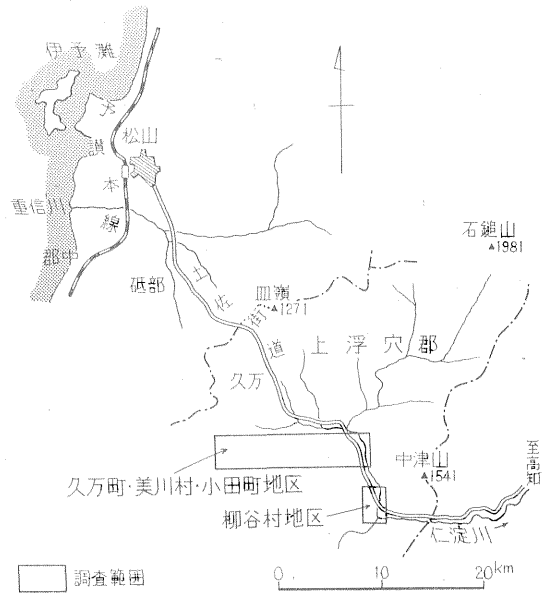 伊予灘
予讃本線
松山
重信川
郡中
砥部
土佐街道
皿嶺
▲1271
石鎚山
▲1981
上浮穴郡
久万
中津山
▲1541
至高知
久万町・美川村・小田町地区
柳谷村地区
仁淀川
調査範囲
0 10 20km